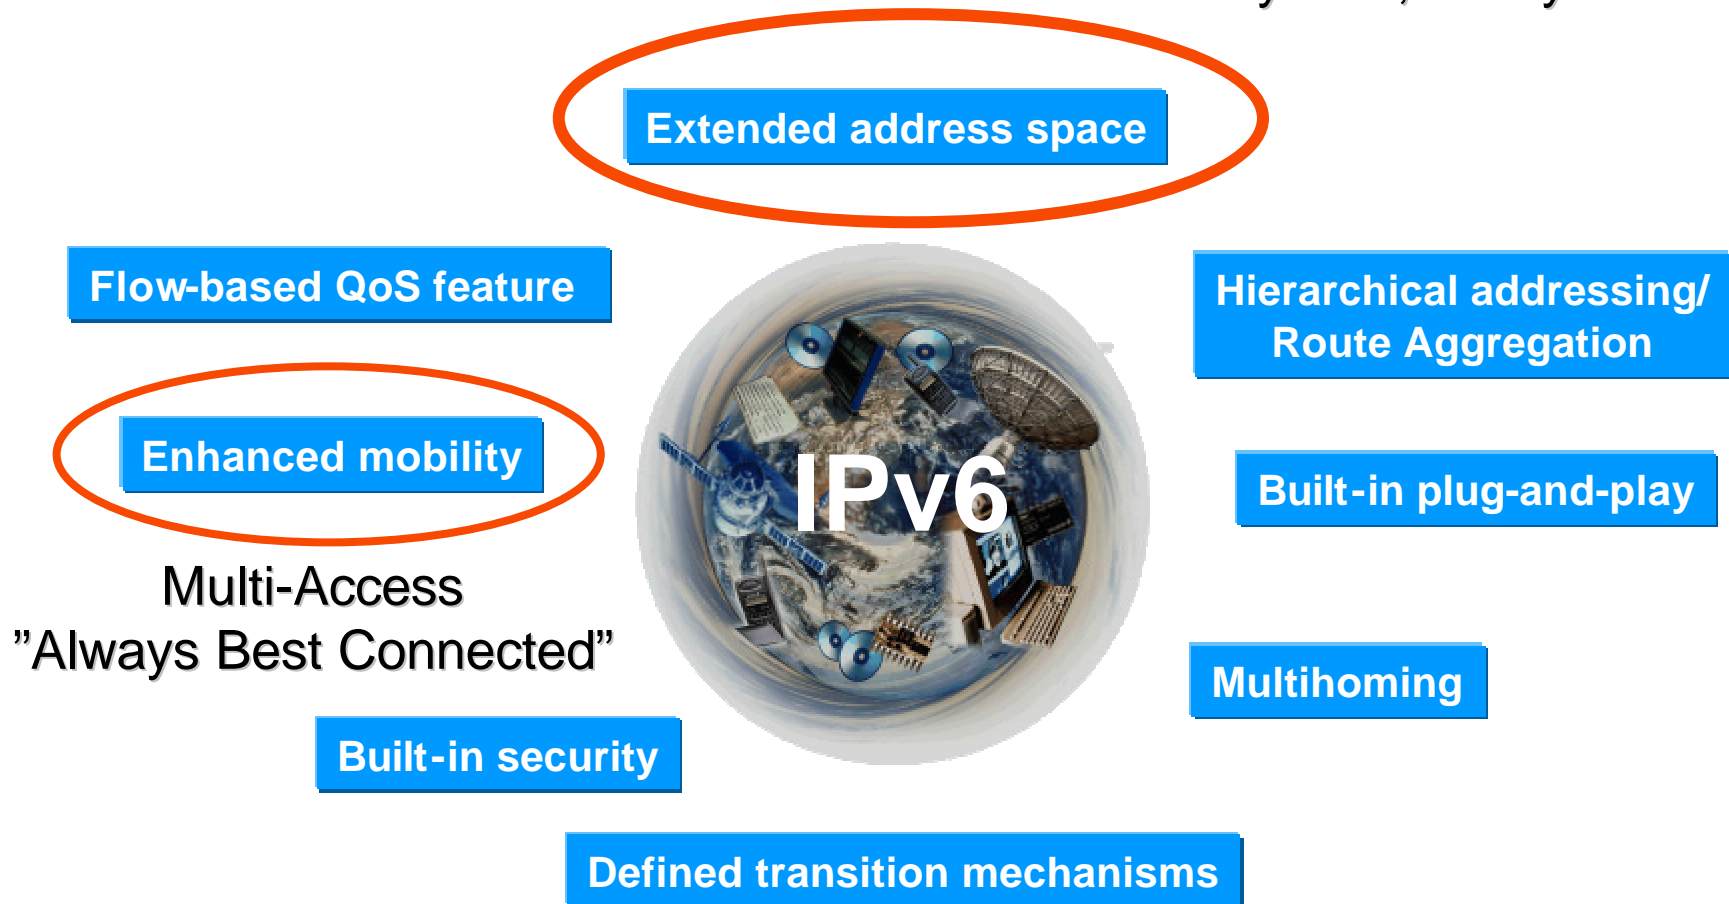 Extended address space
Flow-based QoS feature
Hierarchical addressing/
Route Aggregation
Enhanced mobility
IPv6
Built-in plug-and-play
Multi-Access
”Always Best Connected”
Multihoming
Built-in security
Defined transition mechanisms